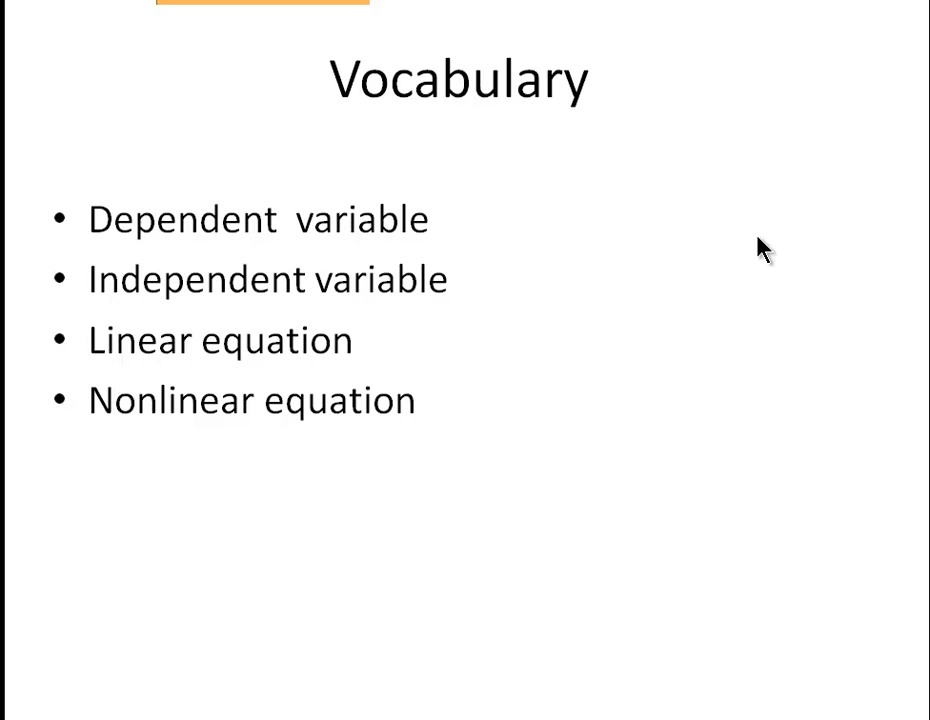 Vocabulary
• Dependent  variable
• Independent variable
• Linear equation
• Nonlinear equation